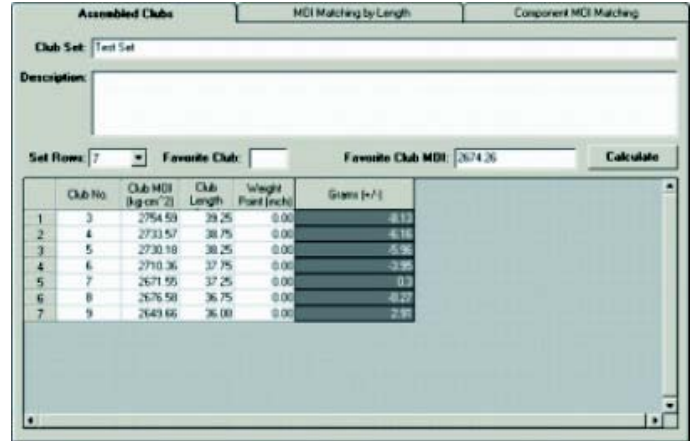 Assembled Clubs MOI Matching by Length Component MOI Matching
Club Set: Test Set
Description:
Set Rows: 7 Favorite Club: Favorite Club MOI: 2674.26 Calculate
Club No. Club MOI (kg-cm^2) Club Length Weight Point (inch) Grams (+/-)
1 3 2754.59 39.25 0.00 -8.13
2 4 2733.57 38.75 0.00 -6.16
3 5 2730.18 38.25 0.00 -5.96
4 6 2710.36 37.75 0.00 -3.95
5 7 2671.55 37.25 0.00 0.3
6 8 2676.58 36.75 0.00 -0.27
7 9 2649.66 36.00 0.00